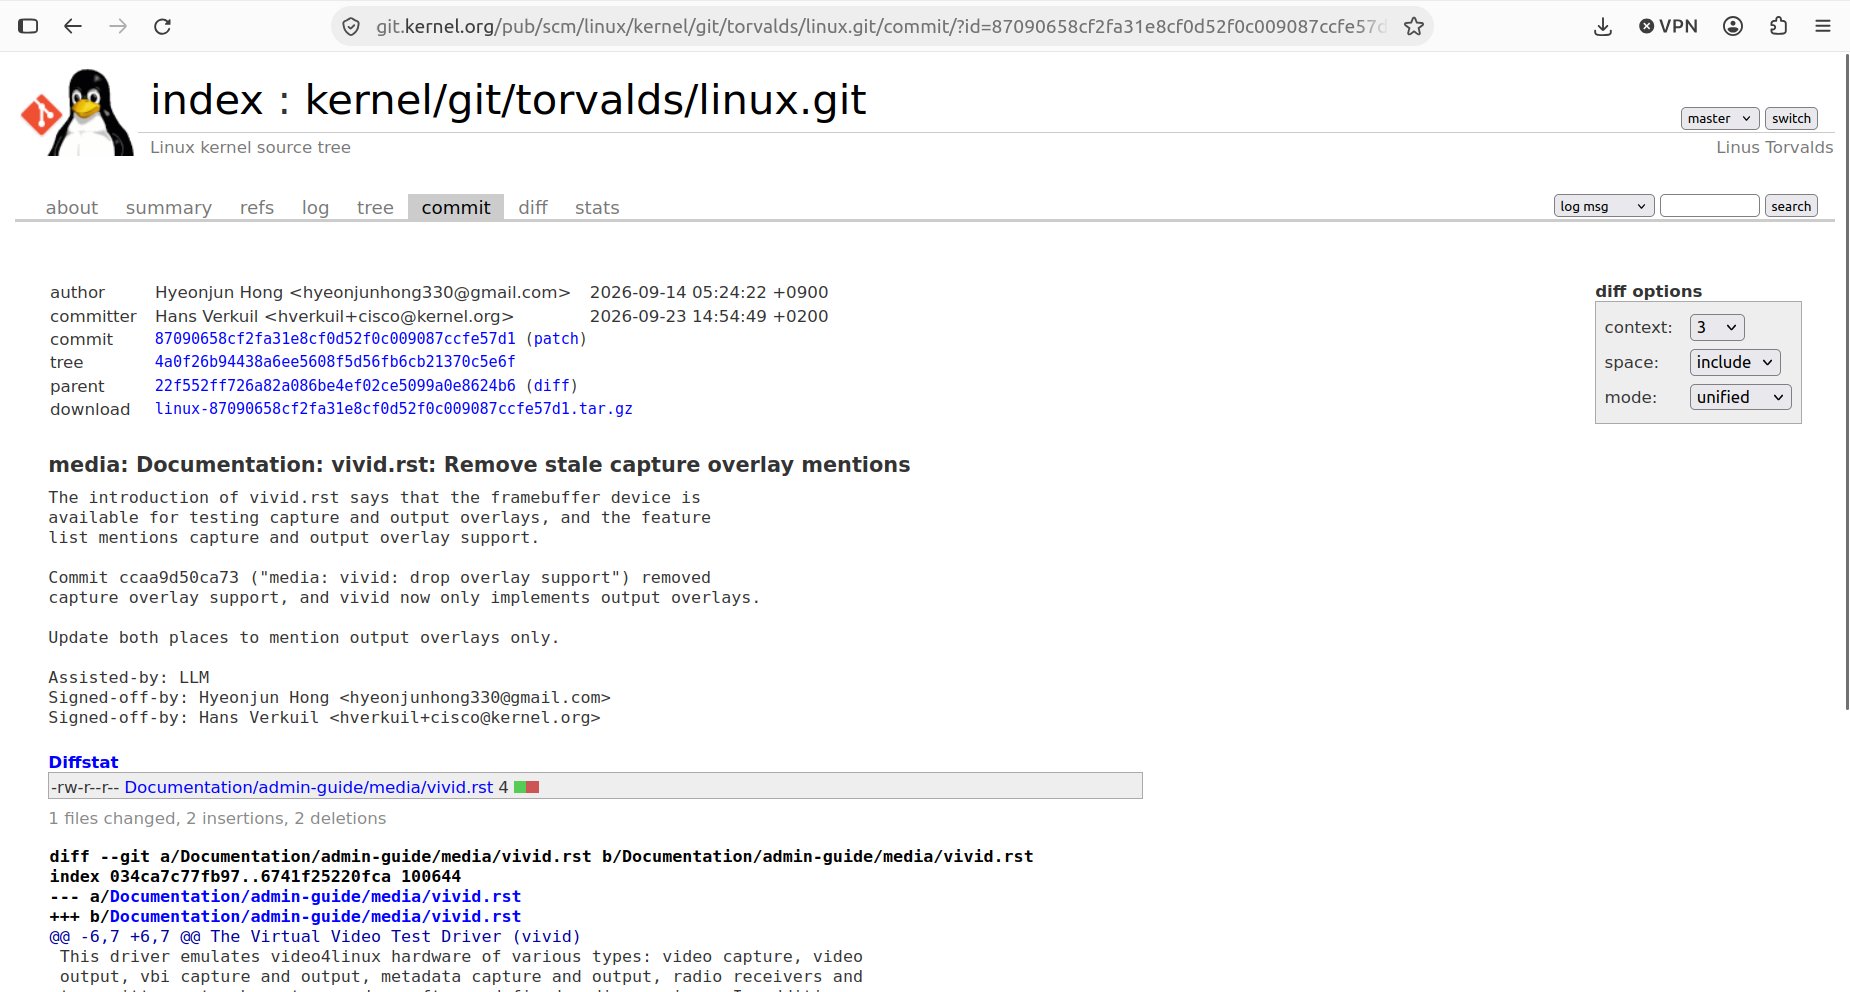 git.kernel.org/pub/scm/linux/kernel/git/torvalds/linux.git/commit/?id=87090658cf2fa31e8cf0d52f0c009087ccfe57d
VPN
index : kernel/git/torvalds/linux.git
master switch
Linux kernel source tree Linus Torvalds
about summary refs log tree commit diff stats log msg search
author Hyeonjun Hong <hyeonjunhong330@gmail.com> 2026-09-14 05:24:22 +0900
committer Hans Verkuil <hverkuil+cisco@kernel.org> 2026-09-23 14:54:49 +0200
commit 87090658cf2fa31e8cf0d52f0c009087ccfe57d1 (patch)
tree 4a0f26b94438a6ee5608f5d56fb6cb21370c5e6f
parent 22f552ff726a82a086be4ef02ce5099a0e8624b6 (diff)
download linux-87090658cf2fa31e8cf0d52f0c009087ccfe57d1.tar.gz
diff options
context: 3
space: include
mode: unified
media: Documentation: vivid.rst: Remove stale capture overlay mentions
The introduction of vivid.rst says that the framebuffer device is
available for testing capture and output overlays, and the feature
list mentions capture and output overlay support.
Commit ccaa9d50ca73 ("media: vivid: drop overlay support") removed
capture overlay support, and vivid now only implements output overlays.
Update both places to mention output overlays only.
Assisted-by: LLM
Signed-off-by: Hyeonjun Hong <hyeonjunhong330@gmail.com>
Signed-off-by: Hans Verkuil <hverkuil+cisco@kernel.org>
Diffstat
-rw-r--r-- Documentation/admin-guide/media/vivid.rst 4
1 files changed, 2 insertions, 2 deletions
diff --git a/Documentation/admin-guide/media/vivid.rst b/Documentation/admin-guide/media/vivid.rst
index 034ca7c77fb97..6741f25220fca 100644
--- a/Documentation/admin-guide/media/vivid.rst
+++ b/Documentation/admin-guide/media/vivid.rst
@@ -6,7 +6,7 @@ The Virtual Video Test Driver (vivid)
This driver emulates video4linux hardware of various types: video capture, video
output, vbi capture and output, metadata capture and output, radio receivers and